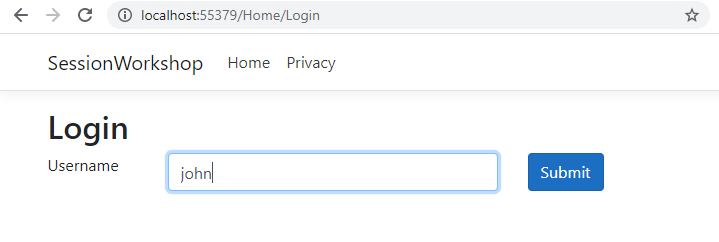 localhost:55379/Home/Login
SessionWorkshop Home Privacy
Login
Username john Submit